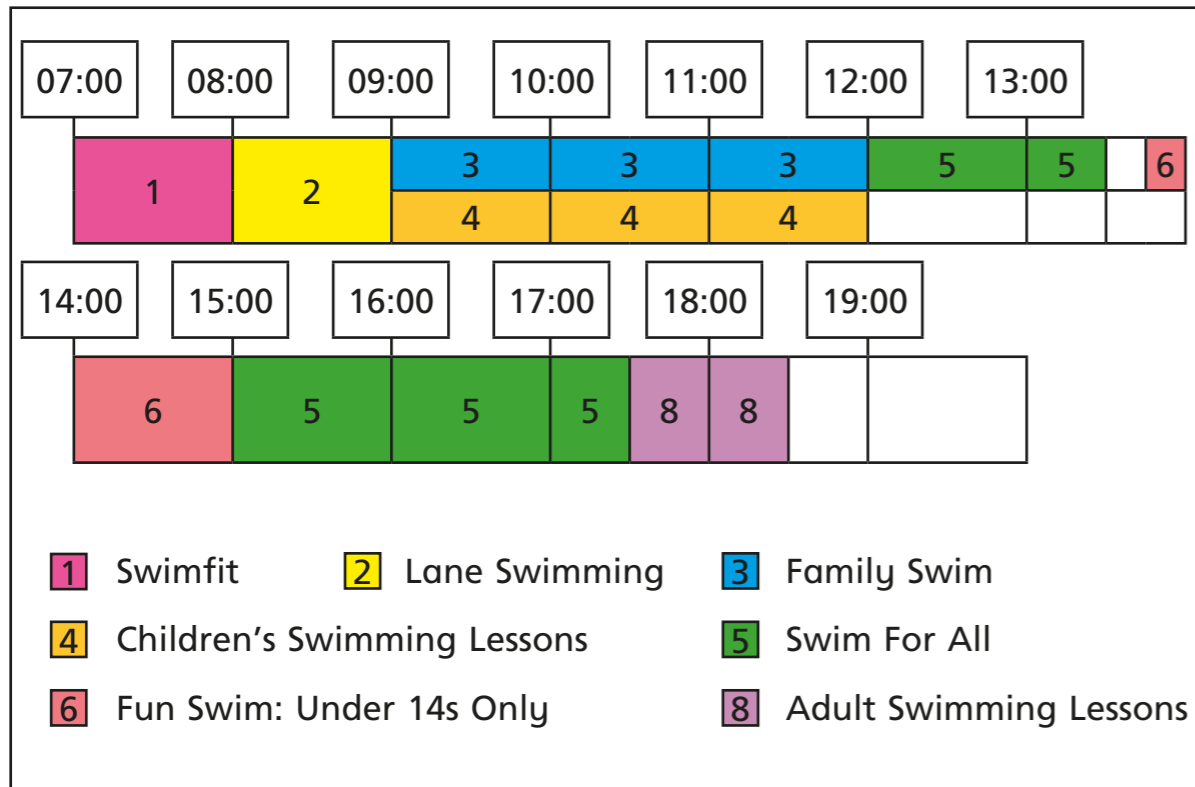 07:00 08:00 09:00 10:00 11:00 12:00 13:00
1 2 3 3 3 5 5 6
4 4 4
14:00 15:00 16:00 17:00 18:00 19:00
6 5 5 5 8 8
1 Swimfit 2 Lane Swimming 3 Family Swim
4 Children's Swimming Lessons 5 Swim For All
6 Fun Swim: Under 14s Only 8 Adult Swimming Lessons